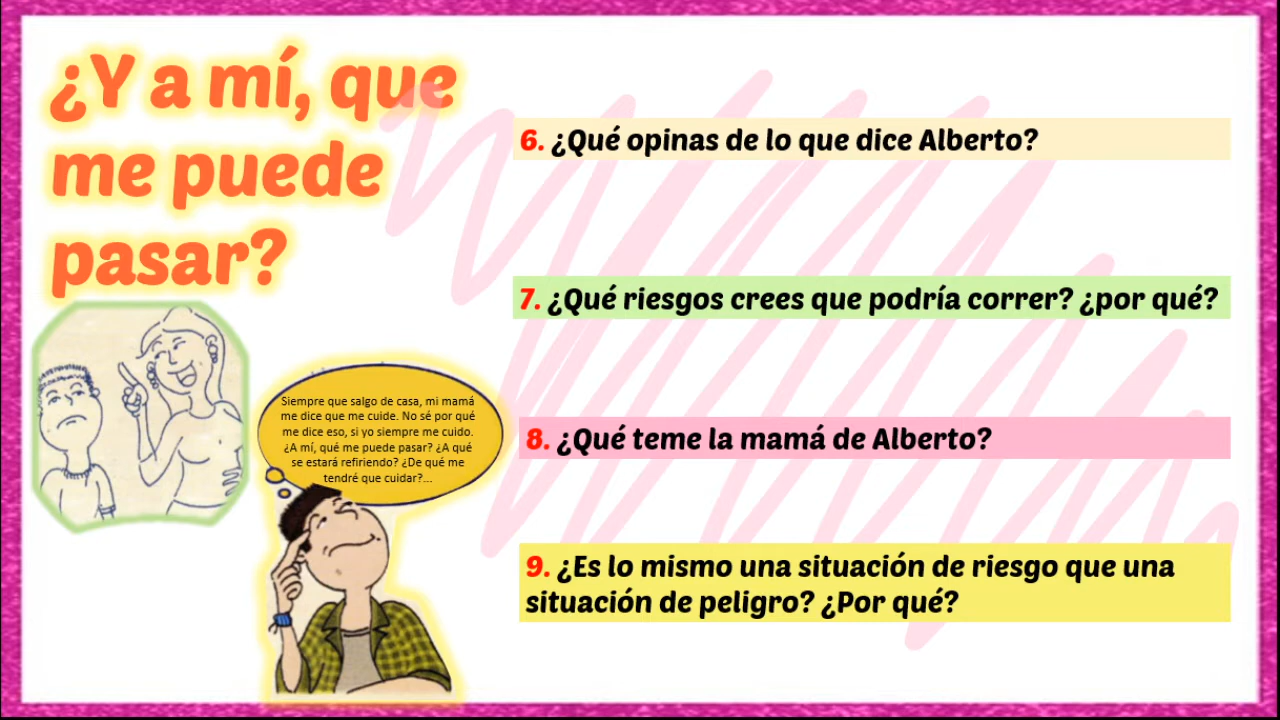 ¿Y a mí, que
me puede
pasar?
Siempre que salgo de casa, mi mamá
me dice que me cuide. No sé por qué
me dice eso, si yo siempre me cuido.
¿A mí, qué me puede pasar? ¿A qué
se estará refiriendo? ¿De qué me
tendré que cuidar?...
6. ¿Qué opinas de lo que dice Alberto?
7. ¿Qué riesgos crees que podría correr? ¿por qué?
8. ¿Qué teme la mamá de Alberto?
9. ¿Es lo mismo una situación de riesgo que una
situación de peligro? ¿Por qué?